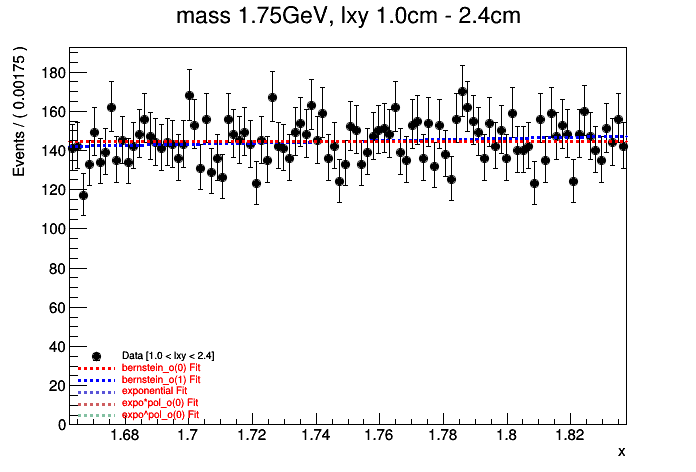 mass 1.75GeV, lxy 1.0cm - 2.4cm
Events / ( 0.00175 )
180
160
140
120
100
80
60
40
20
0
Data [1.0 < lxy < 2.4]
bernstein_o(0) Fit
bernstein_o(1) Fit
exponential Fit
expo*pol_o(0) Fit
expo^pol_o(0) Fit
1.68 1.7 1.72 1.74 1.76 1.78 1.8 1.82
x